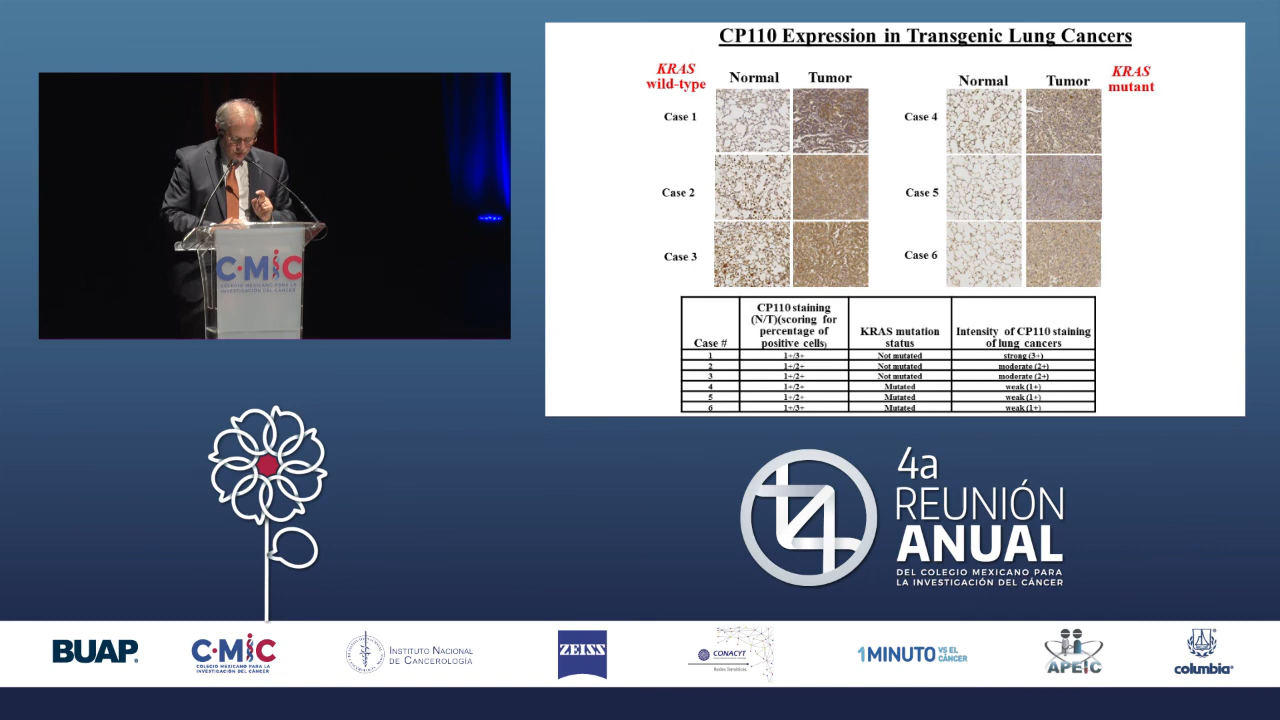 CP110 Expression in Transgenic Lung Cancers
KRAS wild-type
Normal Tumor
Case 1
Case 2
Case 3
Normal Tumor
KRAS mutant
Case 4
Case 5
Case 6
Case # | CP110 staining (N/T)(scoring for percentage of positive cells) | KRAS mutation status | Intensity of CP110 staining of lung cancers
1 | 1+/3+ | Not mutated | strong (3+)
2 | 1+/2+ | Not mutated | moderate (2+)
3 | 1+/2+ | Not mutated | moderate (2+)
4 | 1+/2+ | Mutated | weak (1+)
5 | 1+/2+ | Mutated | weak (1+)
6 | 1+/3+ | Mutated | weak (1+)
C·MiC
COLEGIO MEXICANO PARA
LA INVESTIGACIÓN DEL CÁNCER
4a
REUNIÓN
ANUAL
DEL COLEGIO MEXICANO PARA
LA INVESTIGACIÓN DEL CÁNCER
BUAP
C·MiC
COLEGIO MEXICANO PARA
LA INVESTIGACIÓN DEL CÁNCER
INSTITUTO NACIONAL
DE CANCEROLOGÍA
ZEISS
CONACYT
Redes Temáticas
1 MINUTO VS EL CÁNCER
APEIC
columbia